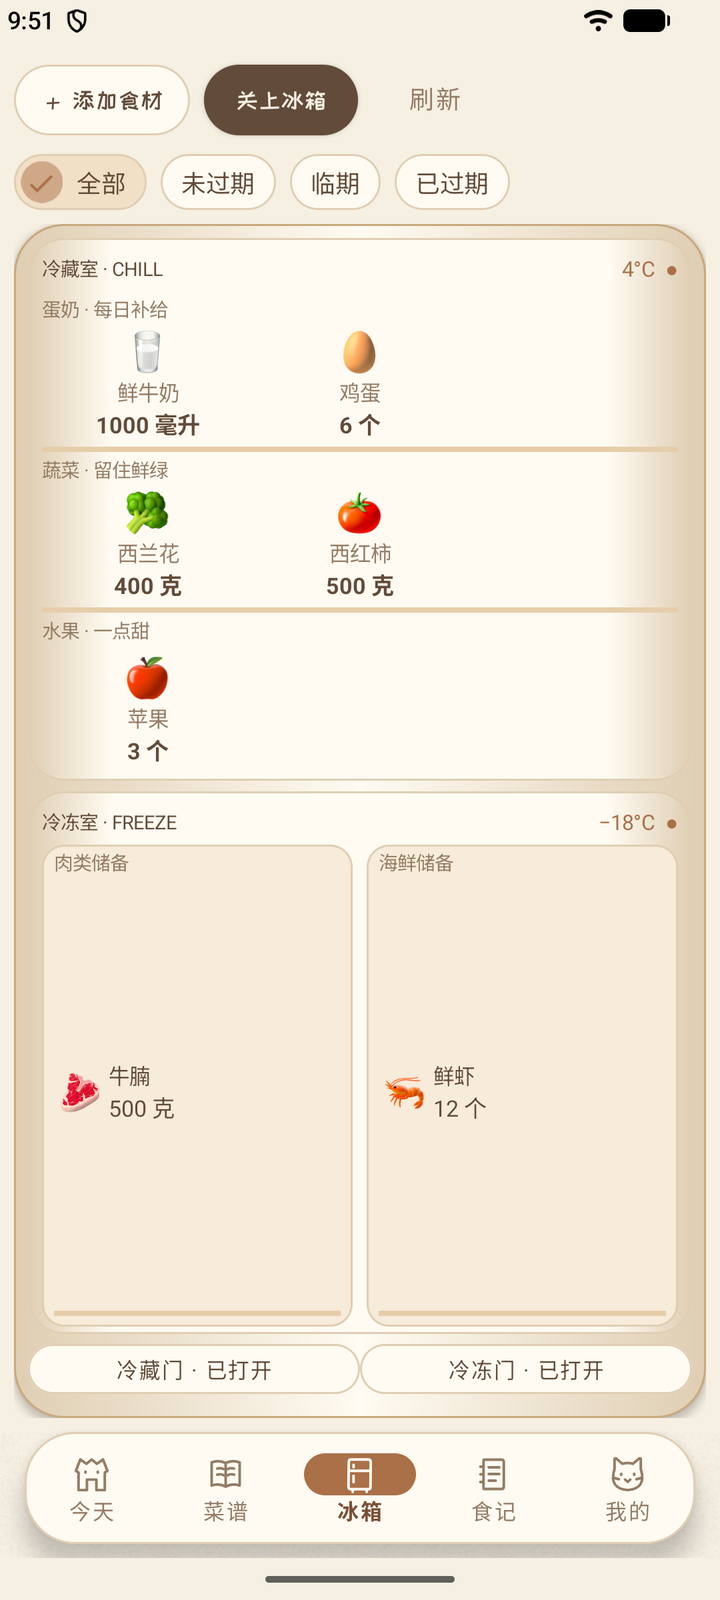 9:51
+ 添加食材
关上冰箱
刷新
全部
未过期
临期
已过期
冷藏室 · CHILL
4°C
蛋奶 · 每日补给
鲜牛奶
鸡蛋
1000 毫升
6 个
蔬菜 · 留住鲜绿
西兰花
西红柿
400 克
500 克
水果 · 一点甜
苹果
3 个
冷冻室 · FREEZE
−18°C
肉类储备
海鲜储备
牛腩
500 克
鲜虾
12 个
冷藏门 · 已打开
冷冻门 · 已打开
今天
菜谱
冰箱
食记
我的